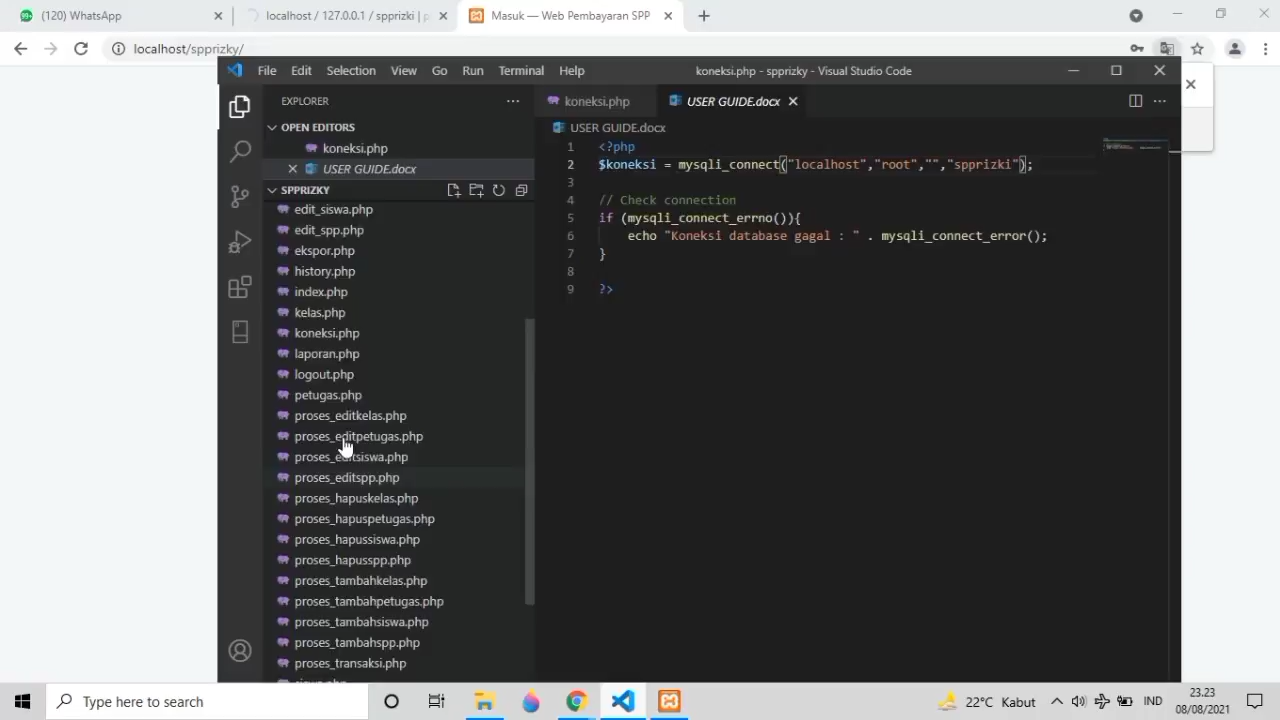 (120) WhatsApp
localhost / 127.0.0.1 / spprizki | p
Masuk — Web Pembayaran SPP
localhost/spprizky/
File Edit Selection View Go Run Terminal Help
koneksi.php - spprizky - Visual Studio Code
EXPLORER
koneksi.php
USER GUIDE.docx
OPEN EDITORS
koneksi.php
USER GUIDE.docx
SPPRIZKY
edit_siswa.php
edit_spp.php
ekspor.php
history.php
index.php
kelas.php
koneksi.php
laporan.php
logout.php
petugas.php
proses_editkelas.php
proses_editpetugas.php
proses_editsiswa.php
proses_editspp.php
proses_hapuskelas.php
proses_hapuspetugas.php
proses_hapussiswa.php
proses_hapusspp.php
proses_tambahkelas.php
proses_tambahpetugas.php
proses_tambahsiswa.php
proses_tambahspp.php
proses_transaksi.php
USER GUIDE.docx
1 <?php
2 $koneksi = mysqli_connect("localhost","root","","spprizki");
3
4 // Check connection
5 if (mysqli_connect_errno()){
6 echo "Koneksi database gagal : " . mysqli_connect_error();
7 }
8
9 ?>
Type here to search
22°C Kabut
IND
23.23
08/08/2021